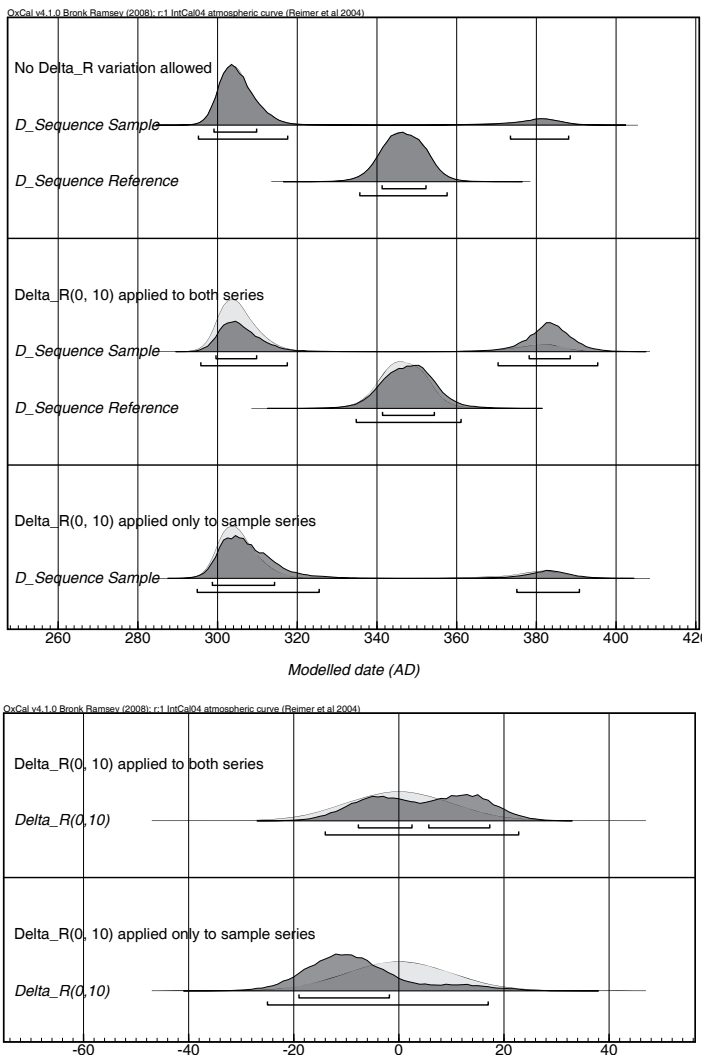 OxCal v4.1.0 Bronk Ramsey (2008); r:1 IntCal04 atmospheric curve (Reimer et al 2004)
No Delta_R variation allowed
D_Sequence Sample
D_Sequence Reference
Delta_R(0, 10) applied to both series
D_Sequence Sample
D_Sequence Reference
Delta_R(0, 10) applied only to sample series
D_Sequence Sample
260 280 300 320 340 360 380 400 420
Modelled date (AD)
OxCal v4.1.0 Bronk Ramsey (2008); r:1 IntCal04 atmospheric curve (Reimer et al 2004)
Delta_R(0, 10) applied to both series
Delta_R(0,10)
Delta_R(0, 10) applied only to sample series
Delta_R(0,10)
-60 -40 -20 0 20 40